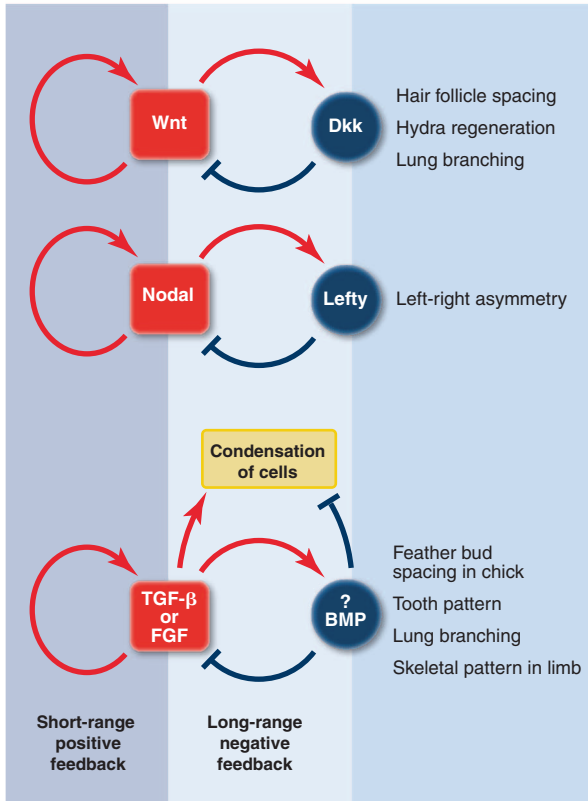 Wnt
Dkk
Hair follicle spacing
Hydra regeneration
Lung branching
Nodal
Lefty
Left-right asymmetry
Condensation
of cells
TGF-β
or
FGF
?
BMP
Feather bud
spacing in chick
Tooth pattern
Lung branching
Skeletal pattern in limb
Short-range
positive
feedback
Long-range
negative
feedback